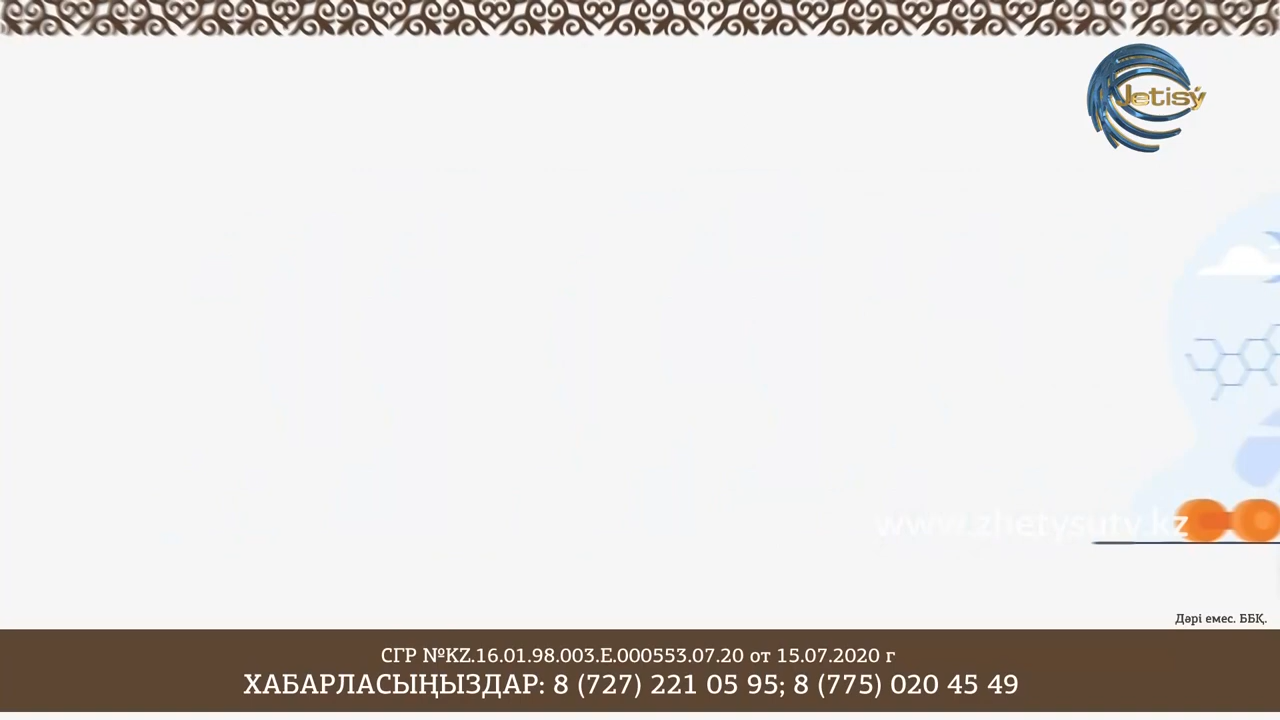 Jetisý
www.zhetysutv.kz
Дәрі емес. ББҚ.
СГР №KZ.16.01.98.003.E.000553.07.20 от 15.07.2020 г
ХАБАРЛАСЫҢЫЗДАР: 8 (727) 221 05 95; 8 (775) 020 45 49